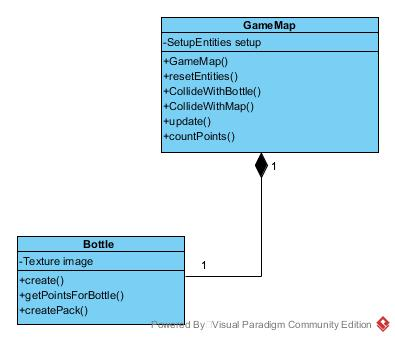 GameMap
-SetupEntities setup
+GameMap()
+resetEntities()
+CollideWithBottle()
+CollideWithMap()
+update()
+countPoints()
1
1
Bottle
-Texture image
+create()
+getPointsForBottle()
+createPack()
Powered By Visual Paradigm Community Edition